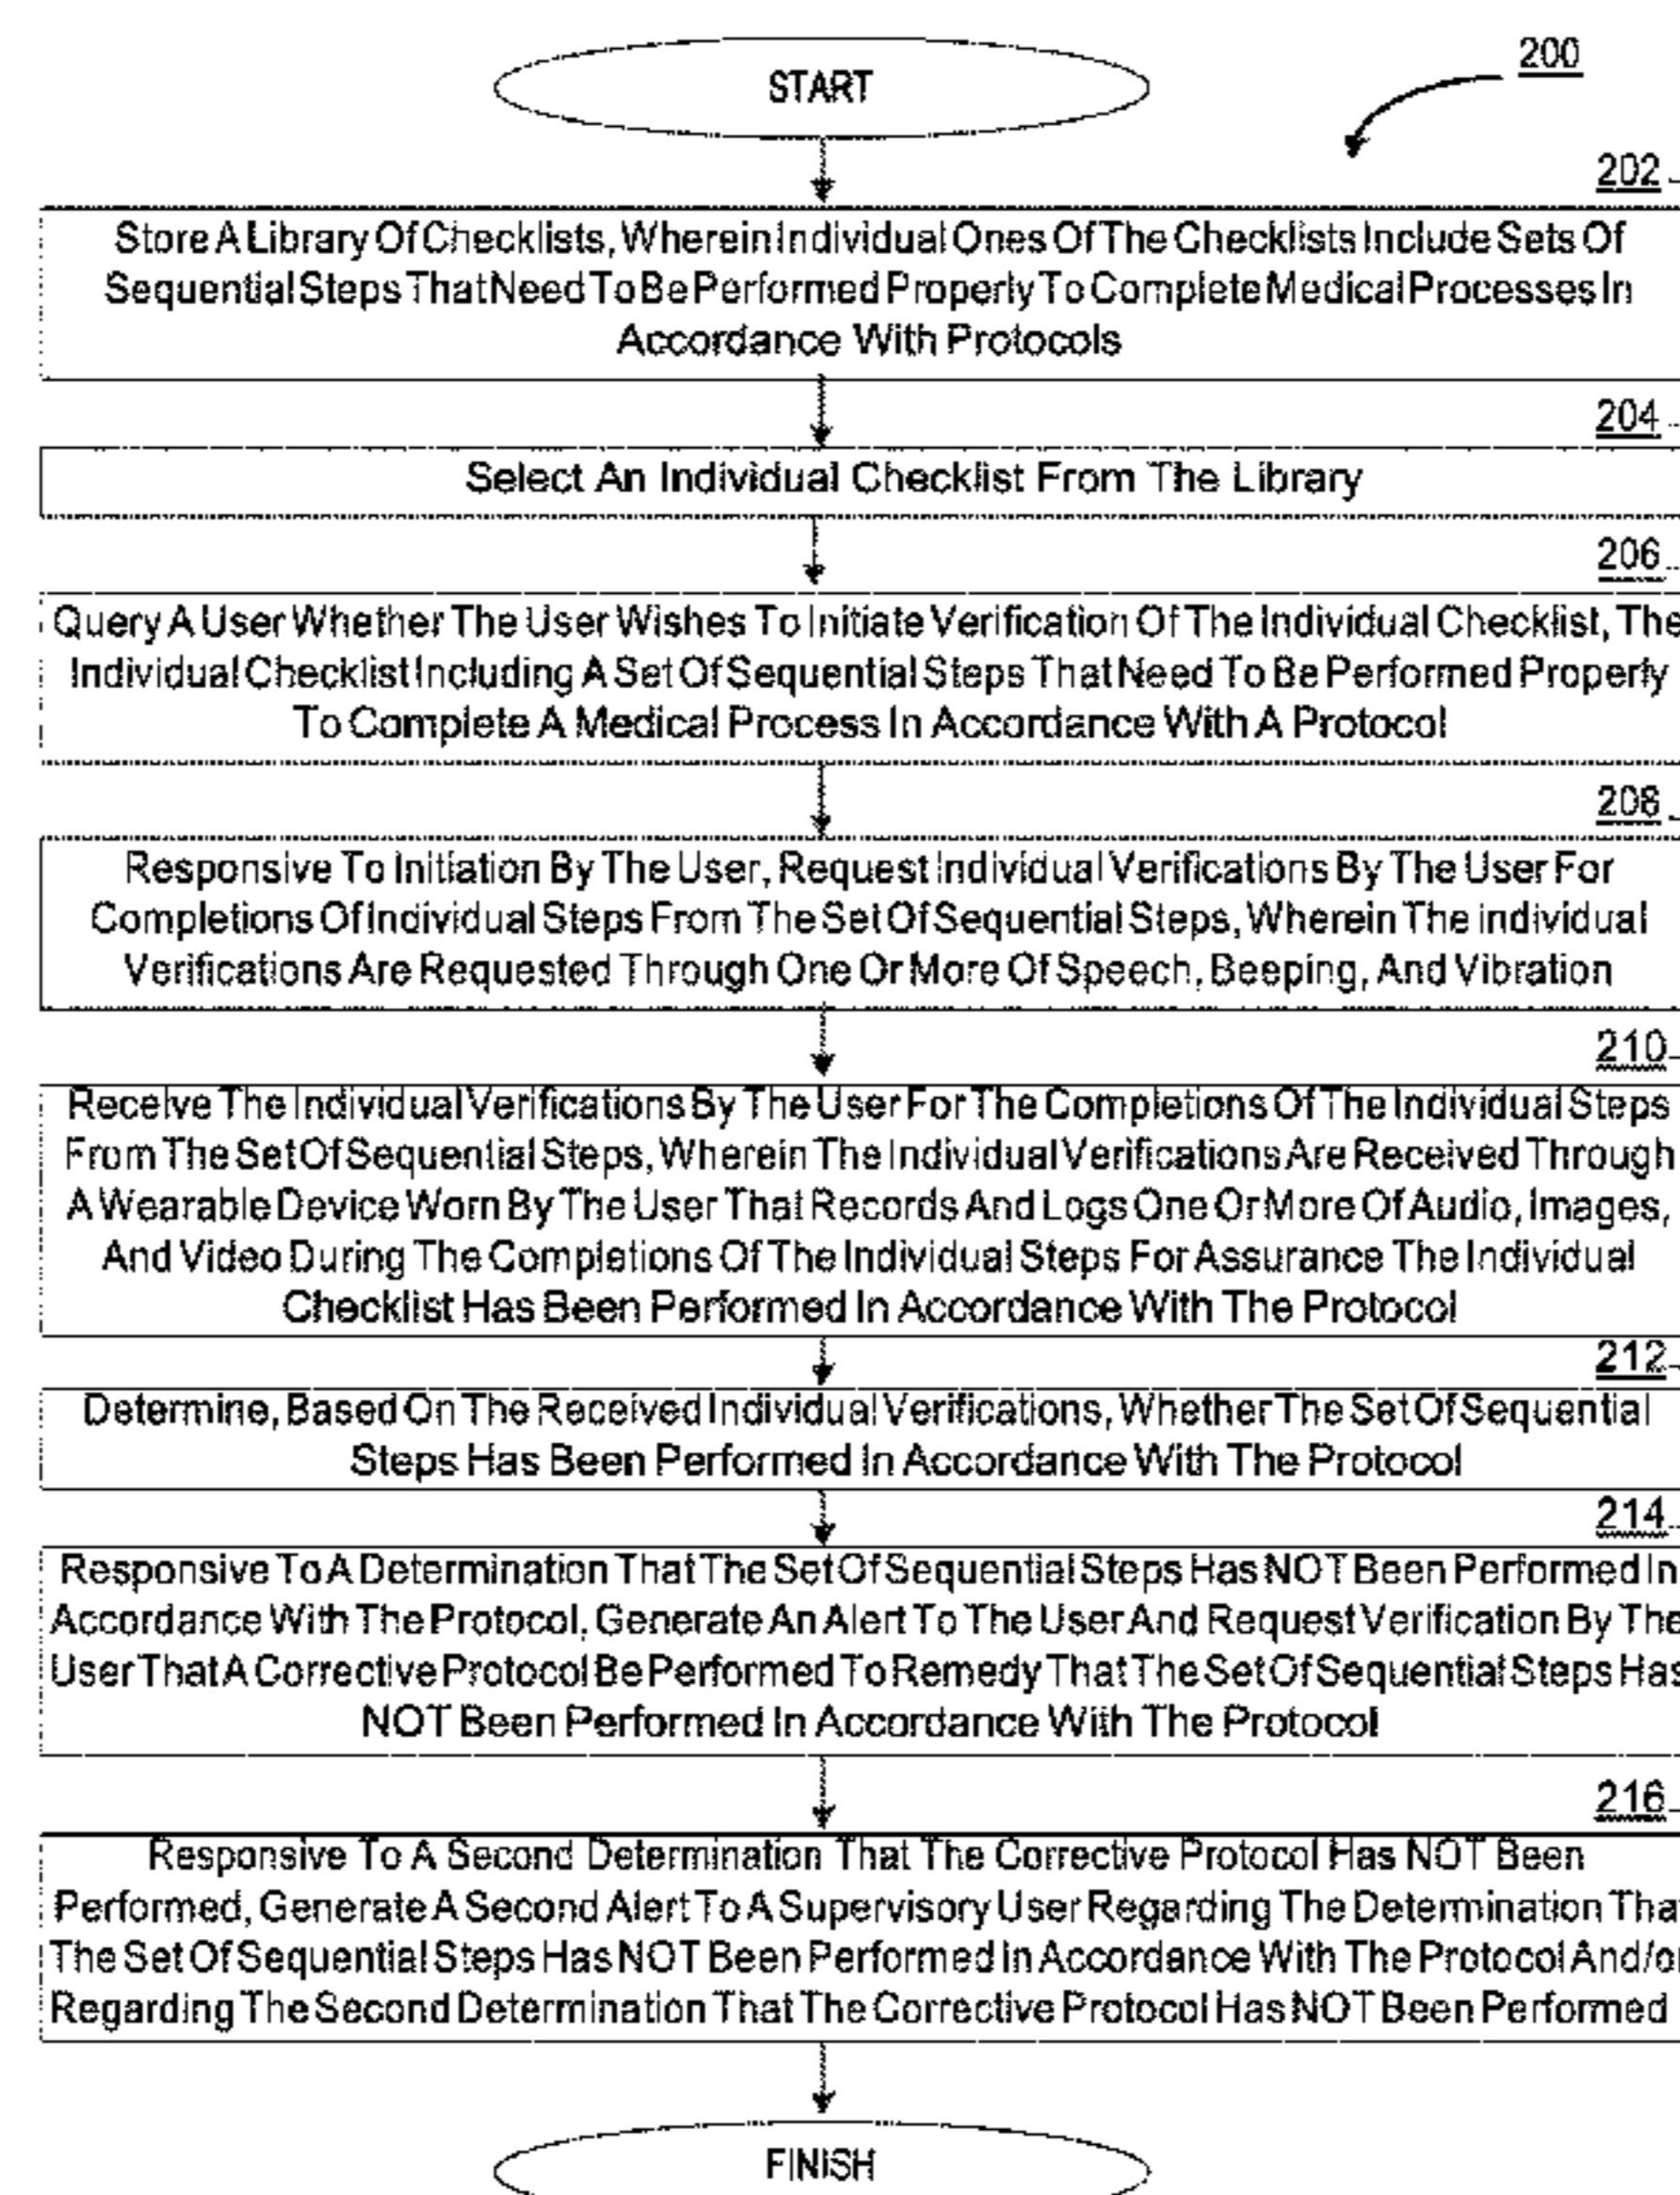 START
200
202
Store A Library Of Checklists, Wherein Individual Ones Of The Checklists Include Sets Of
Sequential Steps That Need To Be Performed Properly To Complete Medical Processes In
Accordance With Protocols
204
Select An Individual Checklist From The Library
206
Query A User Whether The User Wishes To Initiate Verification Of The Individual Checklist, The
Individual Checklist Including A Set Of Sequential Steps That Need To Be Performed Properly
To Complete A Medical Process In Accordance With A Protocol
208
Responsive To Initiation By The User, Request Individual Verifications By The User For
Completions Of Individual Steps From The Set Of Sequential Steps, Wherein The individual
Verifications Are Requested Through One Or More Of Speech, Beeping, And Vibration
210
Receive The Individual Verifications By The User For The Completions Of The Individual Steps
From The Set Of Sequential Steps, Wherein The Individual Verifications Are Received Through
A Wearable Device Worn By The User That Records And Logs One Or More Of Audio, Images,
And Video During The Completions Of The Individual Steps For Assurance The Individual
Checklist Has Been Performed In Accordance With The Protocol
212
Determine, Based On The Received Individual Verifications, Whether The Set Of Sequential
Steps Has Been Performed In Accordance With The Protocol
214
Responsive To A Determination That The Set Of Sequential Steps Has NOT Been Performed In
Accordance With The Protocol, Generate An Alert To The User And Request Verification By The
User That A Corrective Protocol Be Performed To Remedy That The Set Of Sequential Steps Has
NOT Been Performed In Accordance With The Protocol
216
Responsive To A Second Determination That The Corrective Protocol Has NOT Been
Performed, Generate A Second Alert To A Supervisory User Regarding The Determination That
The Set Of Sequential Steps Has NOT Been Performed In Accordance With The Protocol And/or
Regarding The Second Determination That The Corrective Protocol Has NOT Been Performed
FINISH